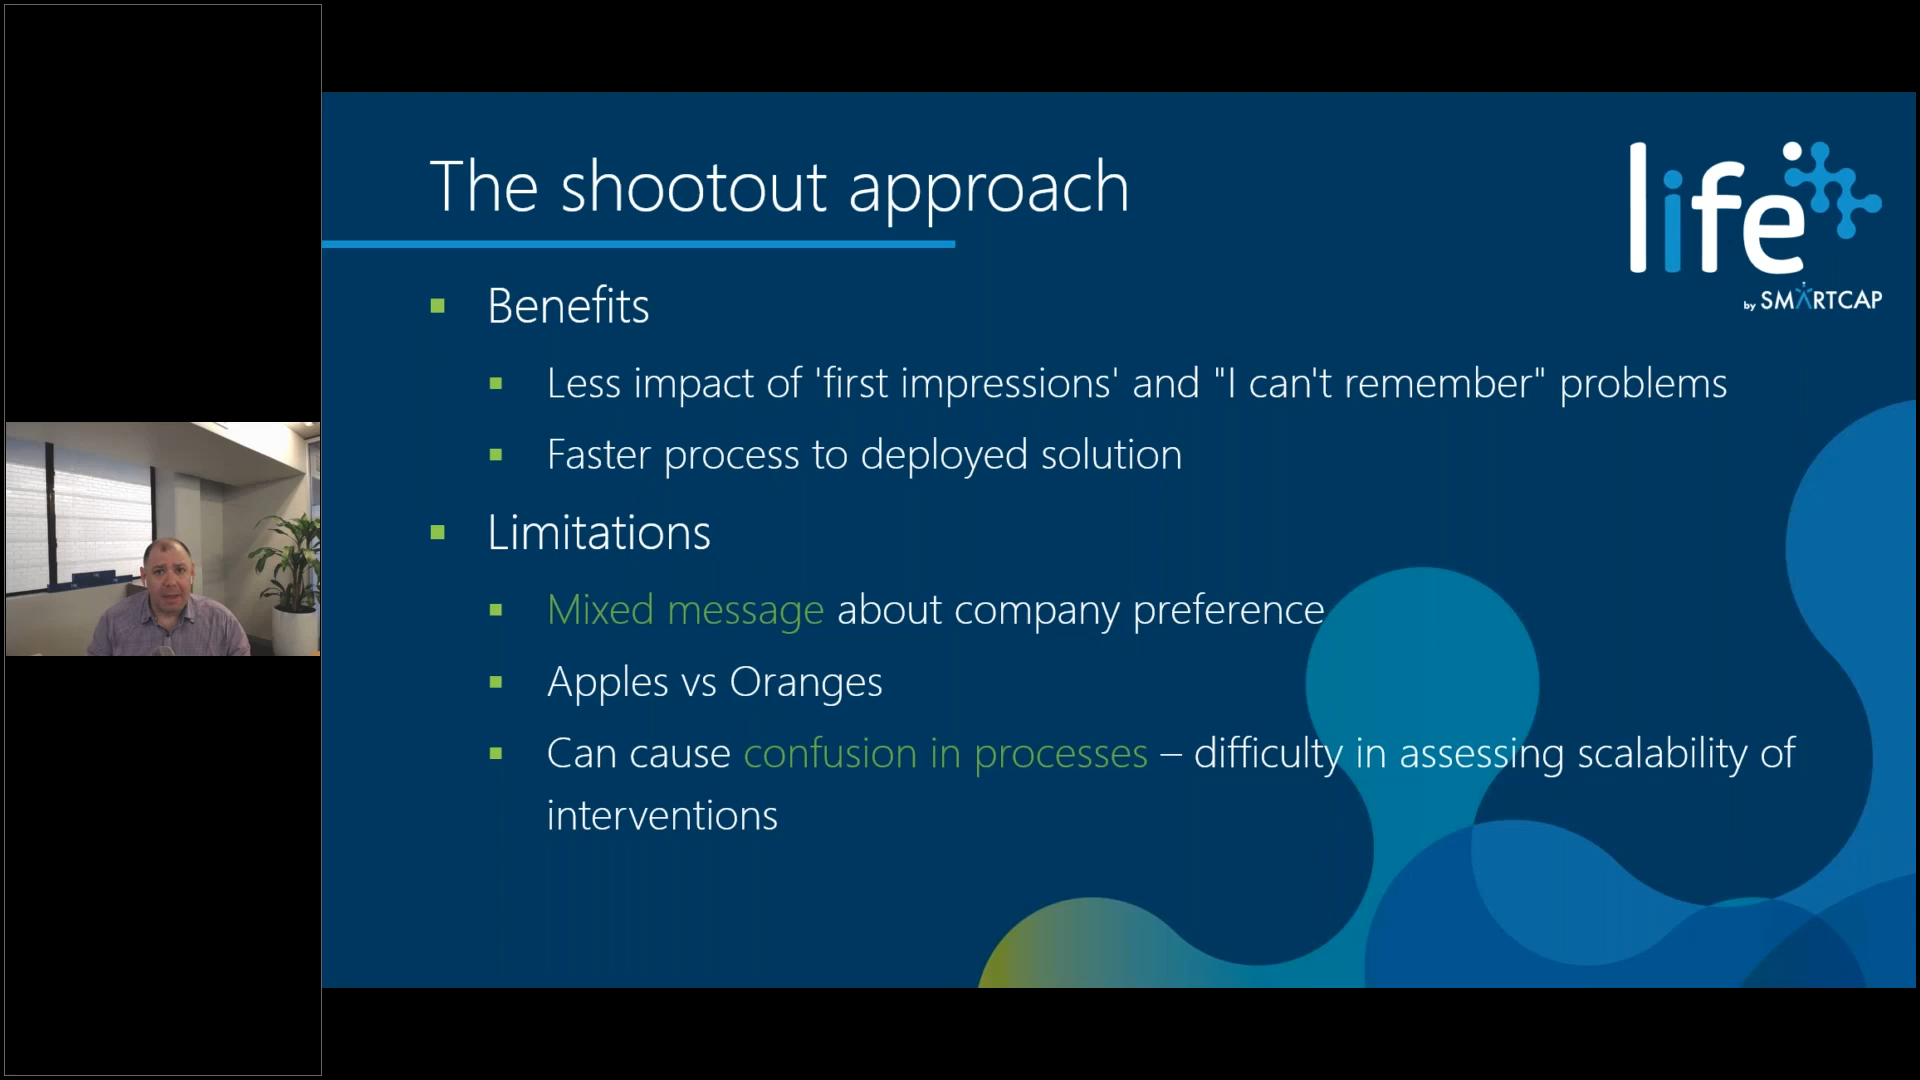 The shootout approach
life
by SMARTCAP
Benefits
Less impact of 'first impressions' and "I can't remember" problems
Faster process to deployed solution
Limitations
Mixed message about company preference
Apples vs Oranges
Can cause confusion in processes – difficulty in assessing scalability of
interventions